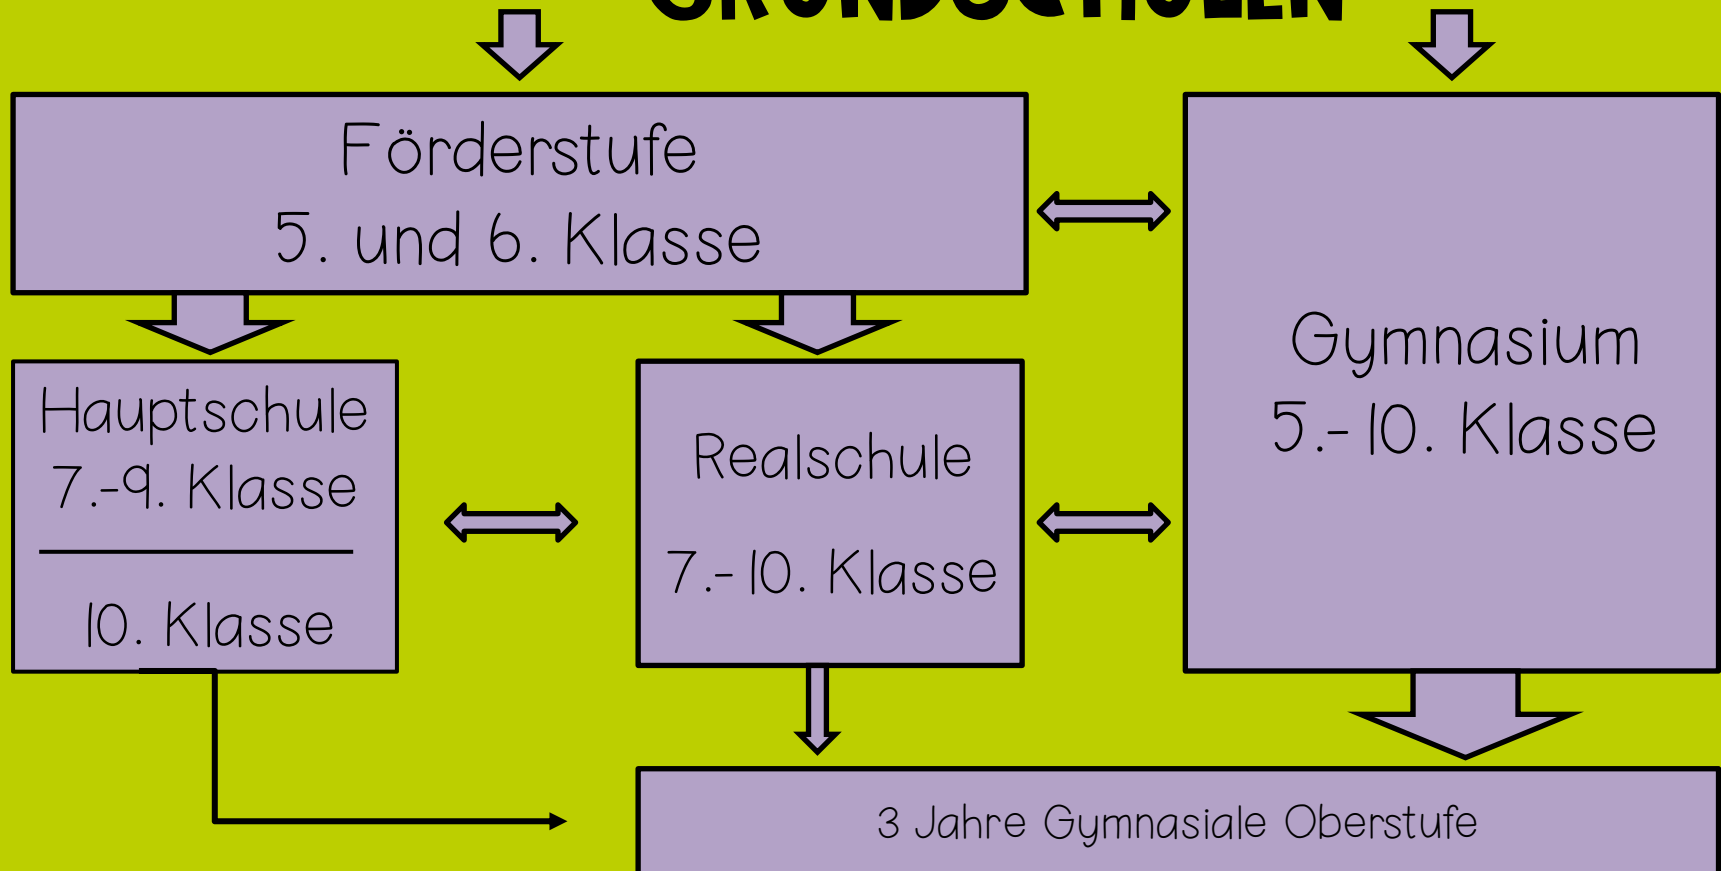 GRUNDSCHULEN
Förderstufe
5. und 6. Klasse
Gymnasium
5.-10. Klasse
Hauptschule
7.-9. Klasse
10. Klasse
Realschule
7.-10. Klasse
3 Jahre Gymnasiale Oberstufe